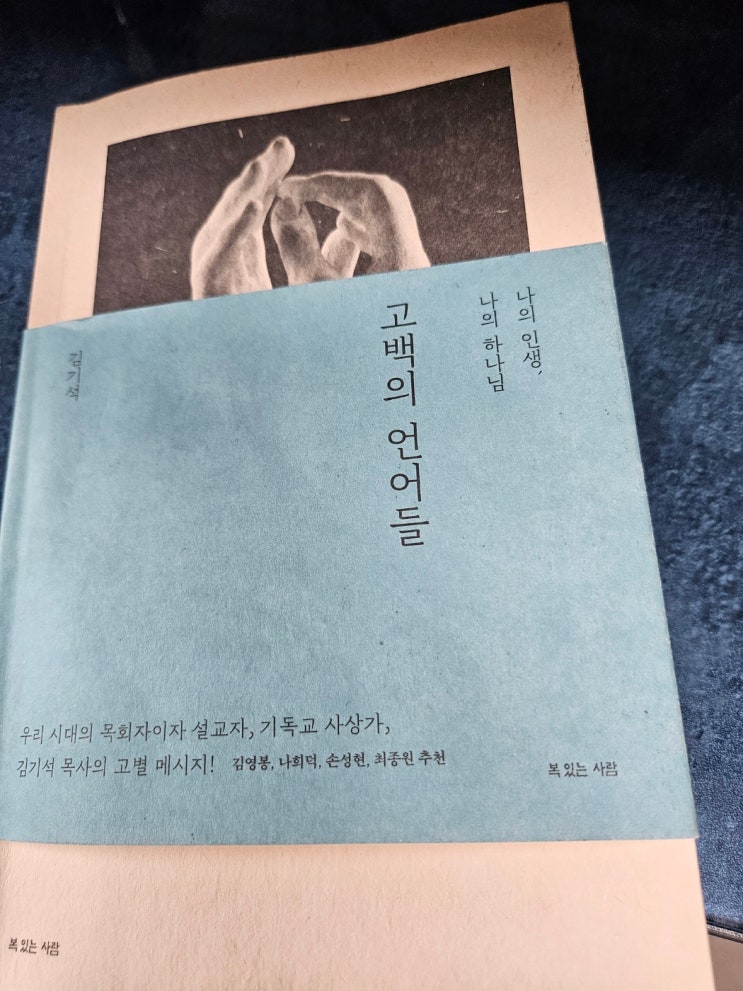 나의 인생,
나의 하나님
고백의 언어들
김기석
우리 시대의 목회자이자 설교자, 기독교 사상가,
김기석 목사의 고별 메시지! 김영봉, 나희덕, 손성현, 최종원 추천
복 있는 사람
복 있는 사람